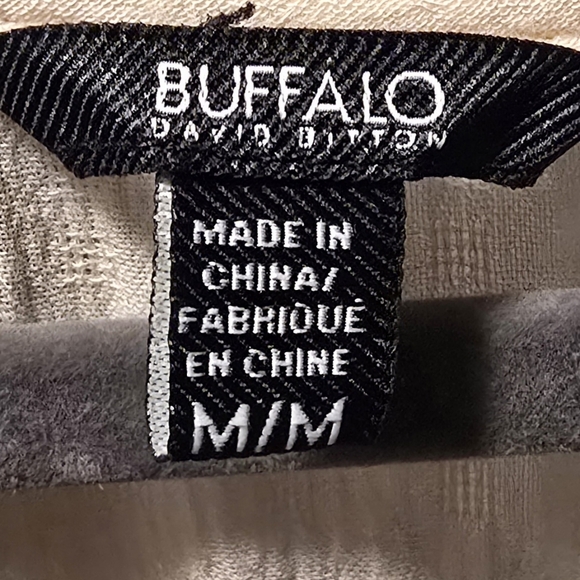 BUFFALO
DAVID BITTON
MADE IN
CHINA/
FABRIQUÉ
EN CHINE
M/M